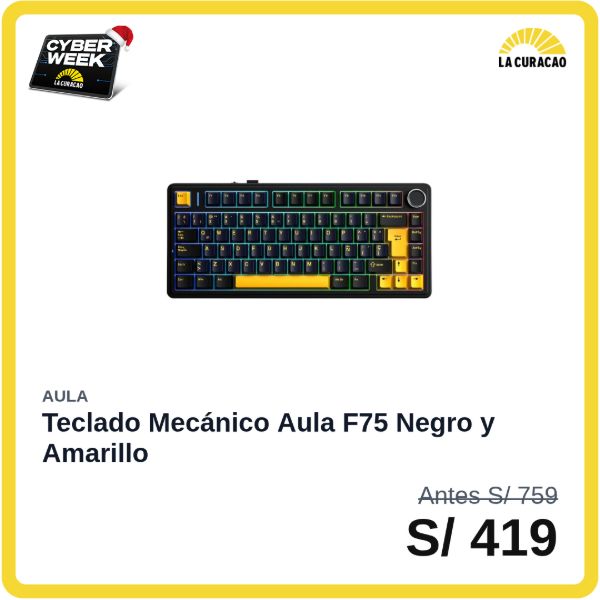 CYBER
WEEK
LA CURACAO
LA CURACAO
AULA
Teclado Mecánico Aula F75 Negro y
Amarillo
Antes S/ 759
S/ 419